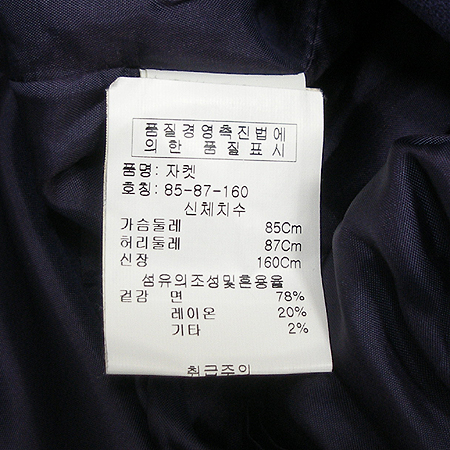 품질경영촉진법에
의한 품질표시
품명: 자켓
호칭: 85-87-160
신체치수
가슴둘레 85Cm
허리둘레 87Cm
신장 160Cm
섬유의조성및혼용율
겉감 면 78%
레이온 20%
기타 2%
취급주의